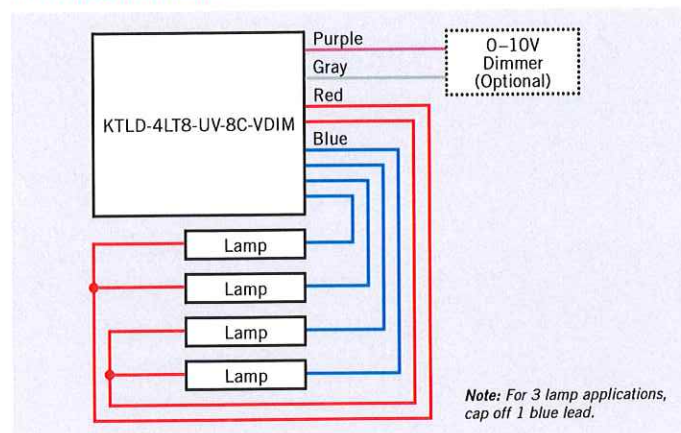 Purple
Gray
Red
Blue
KTLD-4LT8-UV-8C-VDIM
0–10V
Dimmer
(Optional)
Lamp
Lamp
Lamp
Lamp
Note: For 3 lamp applications,
cap off 1 blue lead.